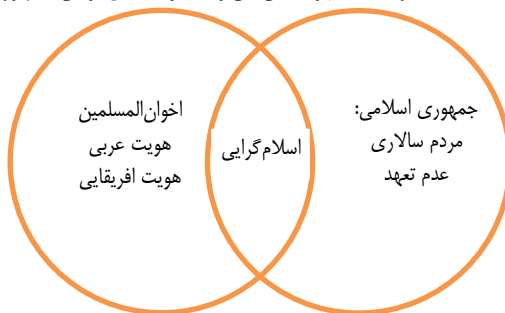 جمهوری اسلامی:
مردم سالاری
عدم تعهد
اسلام‌گرایی
اخوان‌المسلمین
هویت عربی
هویت افریقایی